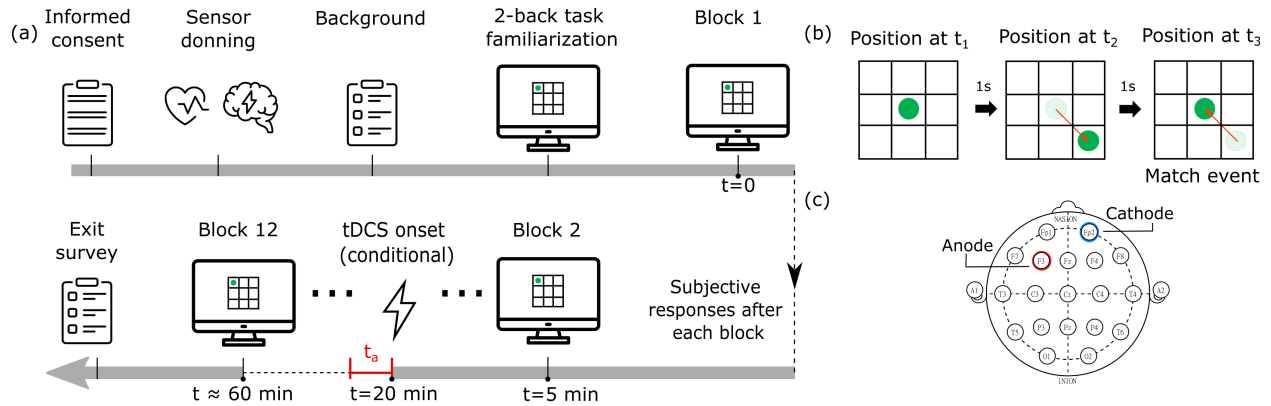 (a)
Informed
consent
Sensor
donning
Background
2-back task
familiarization
Block 1
t=0
Exit
survey
Block 12
tDCS onset
(conditional)
Block 2
Subjective
responses after
each block
tₐ
t ≈ 60 min
t=20 min
t=5 min
(b)
Position at t₁
Position at t₂
Position at t₃
1s
1s
Match event
(c)
Cathode
Anode
NASION
Fp1
Fp2
F7
F3
Fz
F4
F8
A1
T3
C3
Cz
C4
T4
A2
T5
P3
Pz
P4
T6
O1
O2
INION